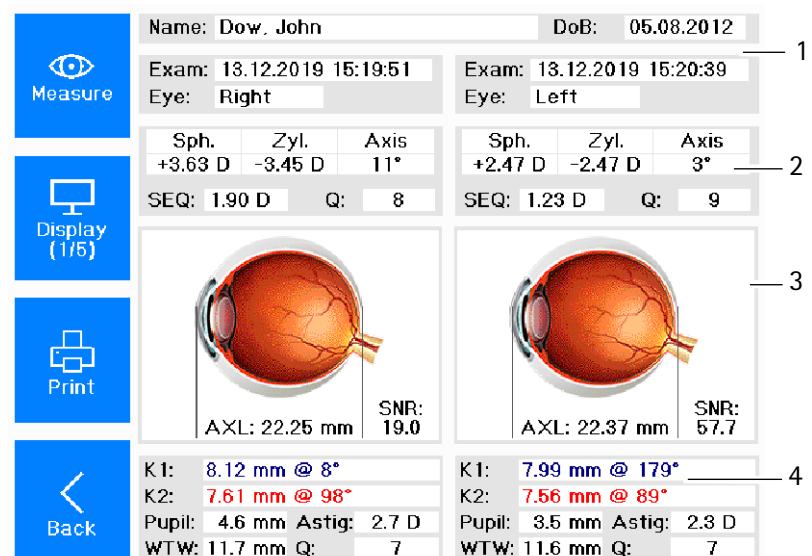 Measure
Display
(1/5)
Print
Back
Name: Dow, John DoB: 05.08.2012
1
Exam: 13.12.2019 15:19:51
Eye: Right
Exam: 13.12.2019 15:20:39
Eye: Left
Sph. Zyl. Axis
+3.63 D -3.45 D 11°
SEQ: 1.90 D Q: 8
Sph. Zyl. Axis
+2.47 D -2.47 D 3°
SEQ: 1.23 D Q: 9
2
AXL: 22.25 mm
SNR:
19.0
AXL: 22.37 mm
SNR:
57.7
3
K1: 8.12 mm @ 8°
K2: 7.61 mm @ 98°
Pupil: 4.6 mm Astig: 2.7 D
WTW: 11.7 mm Q: 7
K1: 7.99 mm @ 179°
K2: 7.56 mm @ 89°
Pupil: 3.5 mm Astig: 2.3 D
WTW: 11.6 mm Q: 7
4